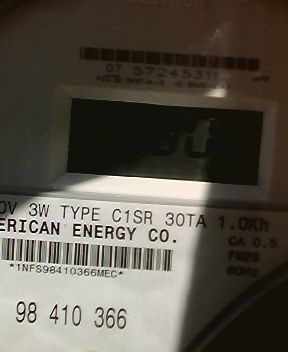 07 57245311
0V 3W TYPE C1SR 30TA 1.0Kh
ERICAN ENERGY CO.
CA 0.5
*1NFS98410366MEC*
FM2S
60Hz
98 410 366